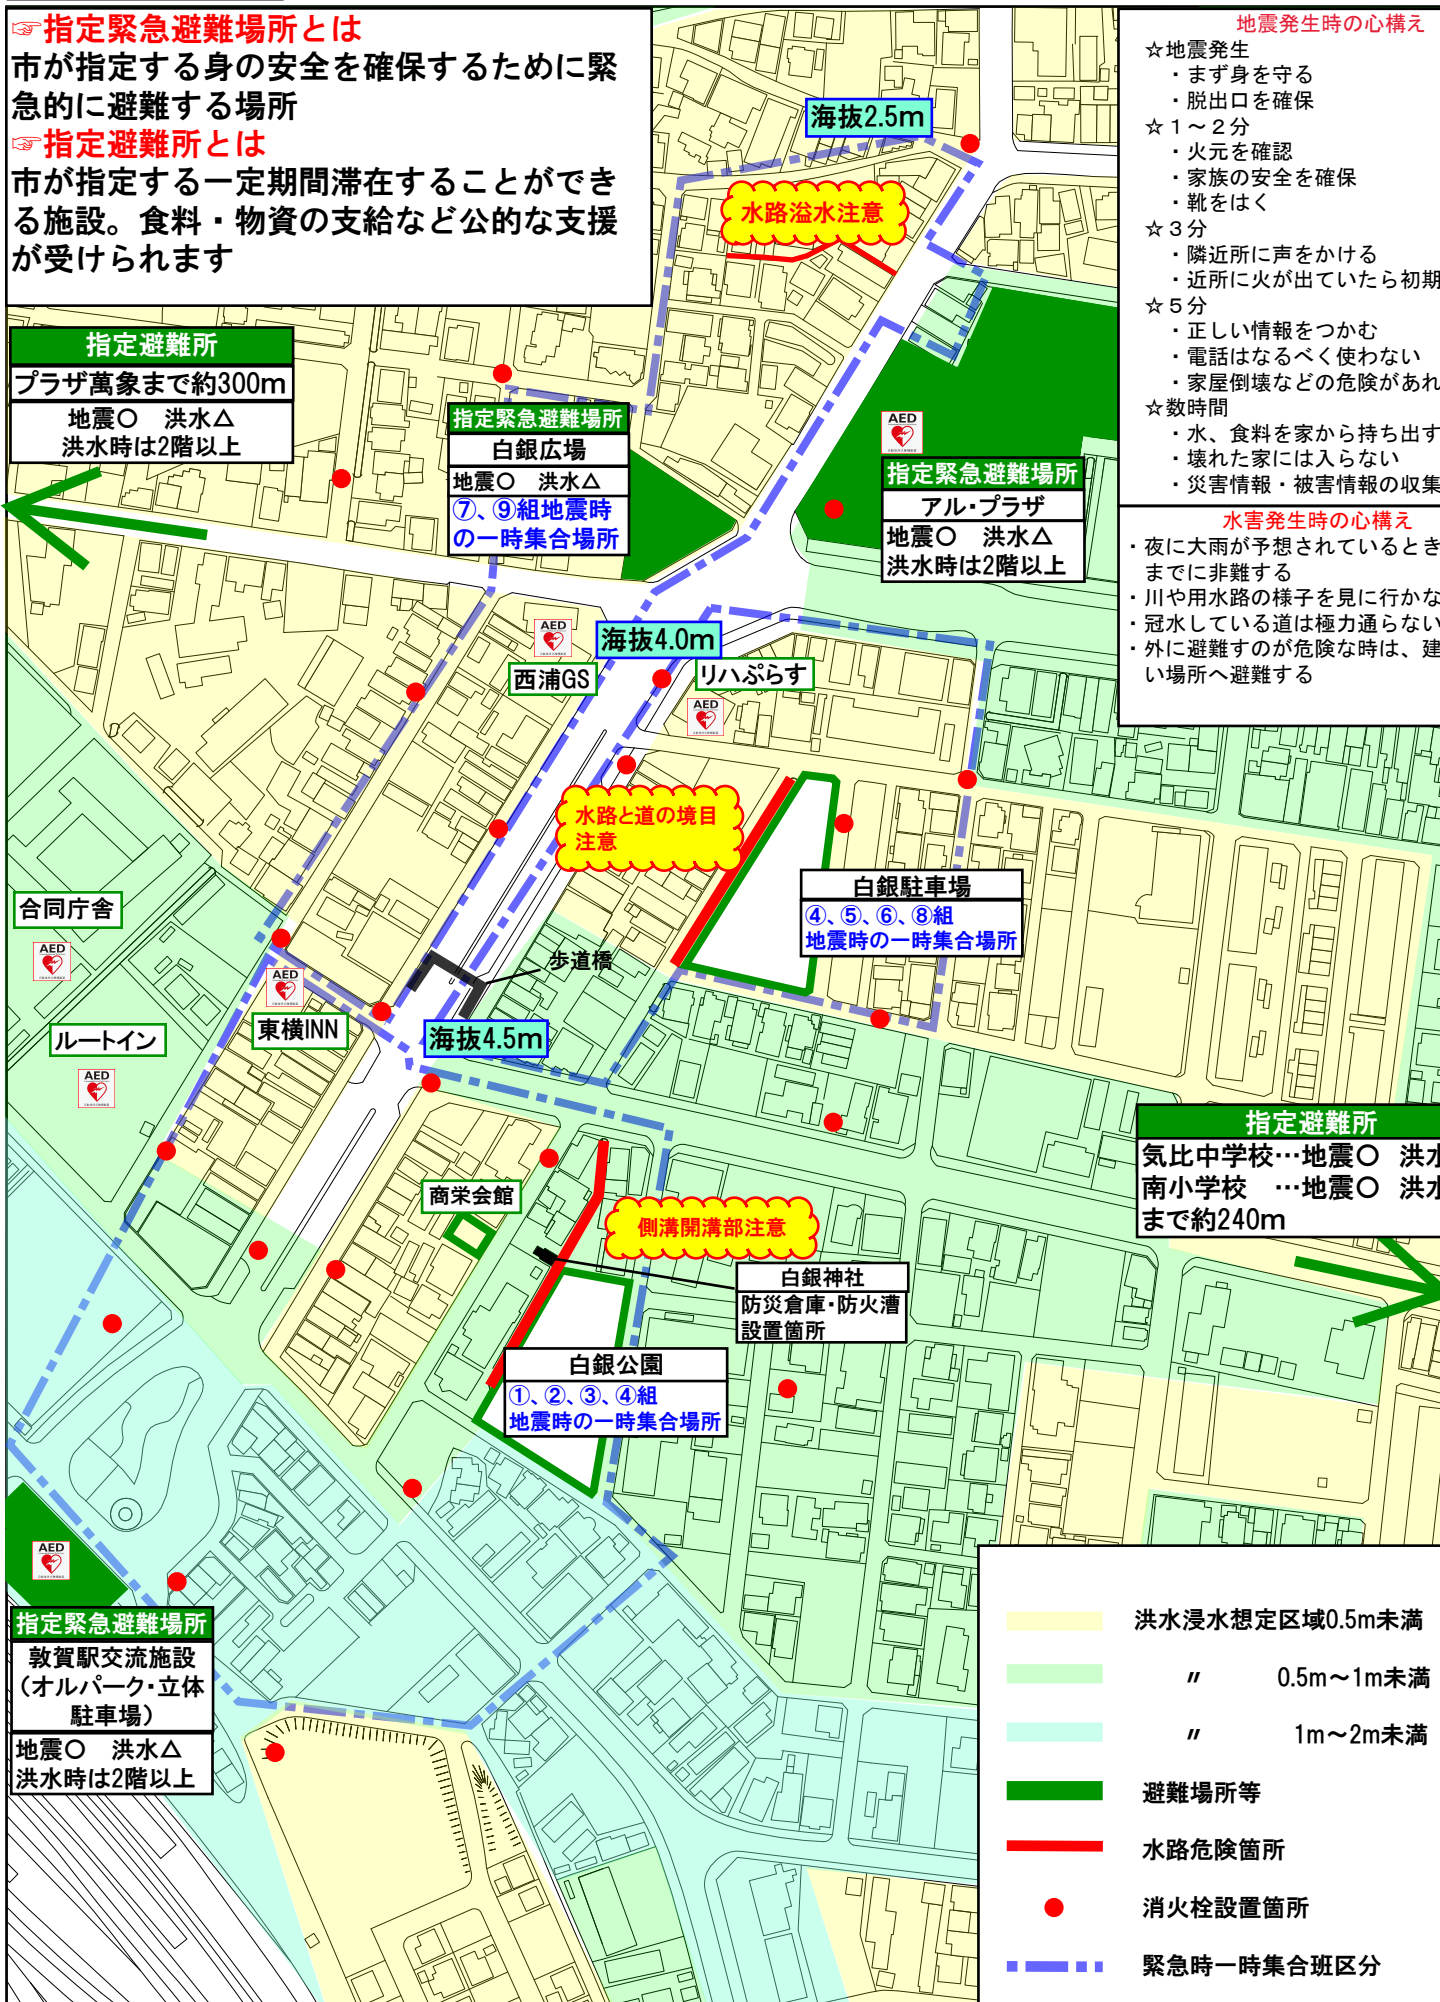 ☞指定緊急避難場所とは
市が指定する身の安全を確保するために緊
急的に避難する場所
☞指定避難所とは
市が指定する一定期間滞在することができ
る施設。食料・物資の支給など公的な支援
が受けられます
地震発生時の心構え
☆地震発生
・まず身を守る
・脱出口を確保
☆１～２分
・火元を確認
・家族の安全を確保
・靴をはく
☆３分
・隣近所に声をかける
・近所に火が出ていたら初期
☆５分
・正しい情報をつかむ
・電話はなるべく使わない
・家屋倒壊などの危険があれ
☆数時間
・水、食料を家から持ち出す
・壊れた家には入らない
・災害情報・被害情報の収集
水害発生時の心構え
・夜に大雨が予想されているとき
までに非難する
・川や用水路の様子を見に行かな
・冠水している道は極力通らない
・外に避難すのが危険な時は、建
い場所へ避難する
海抜2.5m
水路溢水注意
指定避難所
プラザ萬象まで約300m
地震〇　洪水△
洪水時は2階以上
指定緊急避難場所
白銀広場
地震〇　洪水△
⑦、⑨組地震時
の一時集合場所
AED
指定緊急避難場所
アル・プラザ
地震〇　洪水△
洪水時は2階以上
AED
西浦GS
海抜4.0m
リハぷらす
AED
水路と道の境目
注意
白銀駐車場
④、⑤、⑥、⑧組
地震時の一時集合場所
合同庁舎
AED
歩道橋
AED
東横INN
海抜4.5m
ルートイン
AED
指定避難所
気比中学校…地震〇　洪水
南小学校　…地震〇　洪水
まで約240m
商栄会館
側溝開溝部注意
白銀神社
防災倉庫・防火漕
設置箇所
白銀公園
①、②、③、④組
地震時の一時集合場所
AED
指定緊急避難場所
敦賀駅交流施設
（オルパーク・立体
駐車場）
地震〇　洪水△
洪水時は2階以上
洪水浸水想定区域0.5m未満
〃　0.5m～1m未満
〃　1m～2m未満
避難場所等
水路危険箇所
消火栓設置箇所
緊急時一時集合班区分